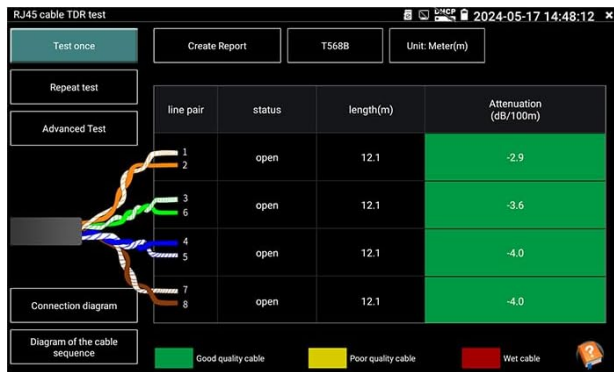 RJ45 cable TDR test
DHCP 2024-05-17 14:48:12 ×
Test once
Create Report
T568B
Unit: Meter(m)
Repeat test
Advanced Test
line pair status length(m) Attenuation
(dB/100m)
1
2
open 12.1 -2.9
3
6
open 12.1 -3.6
4
5
open 12.1 -4.0
7
8
open 12.1 -4.0
Connection diagram
Diagram of the cable
sequence
Good quality cable
Poor quality cable
Wet cable